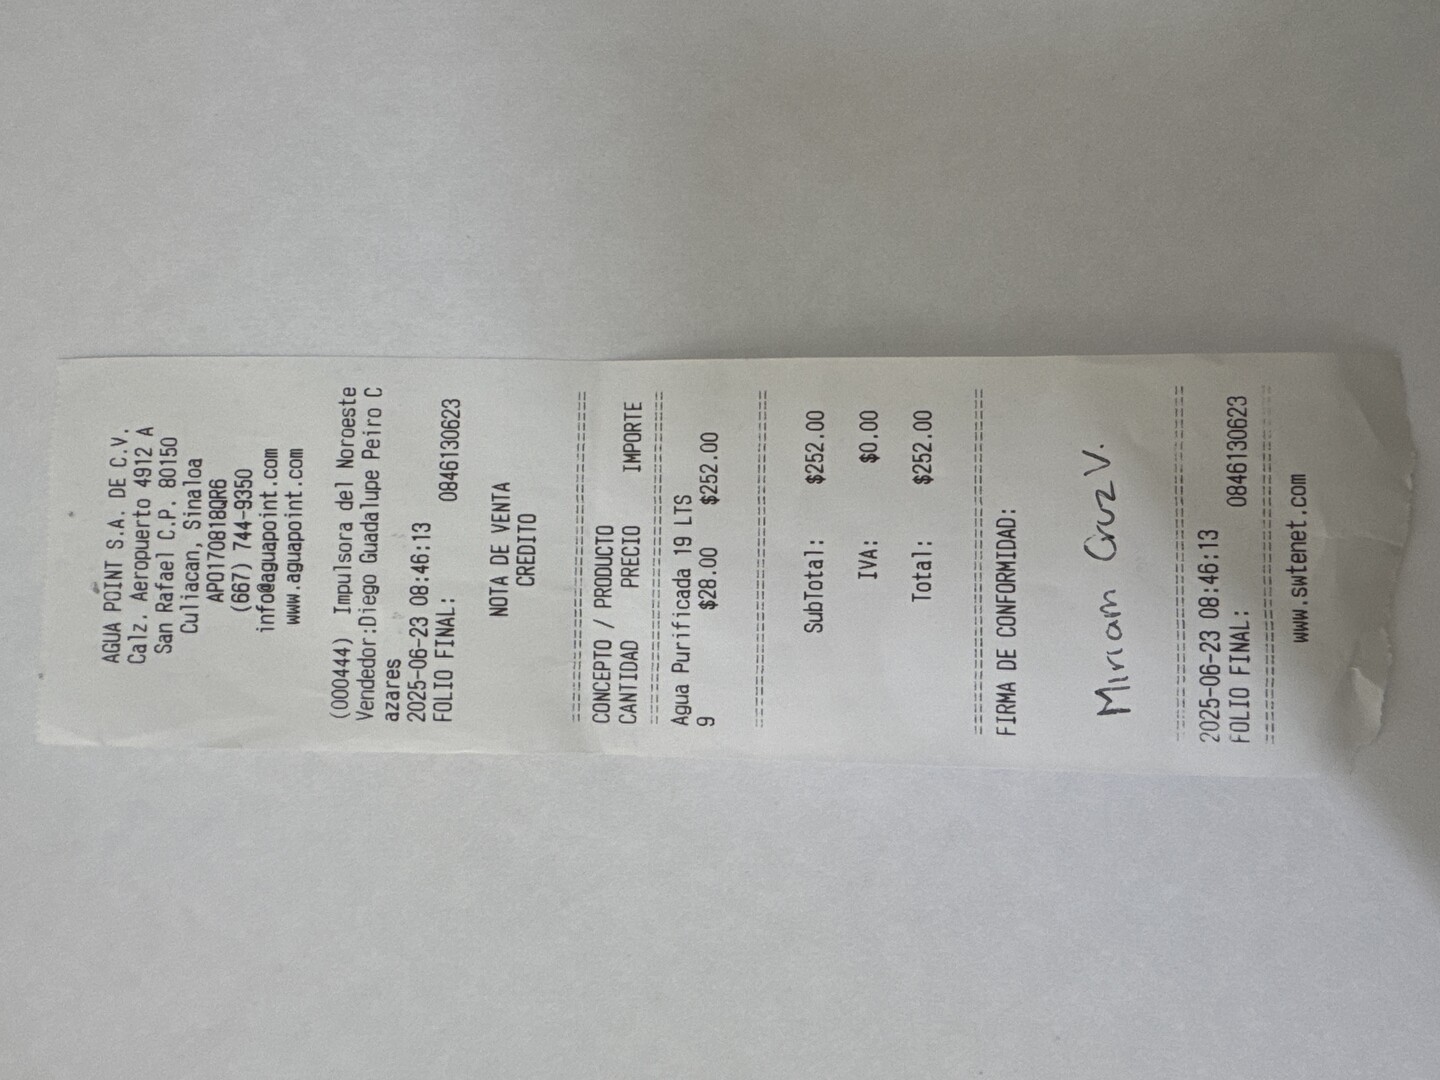 AGUA POINT S.A. DE C.V.
Calz. Aeropuerto 4912 A
San Rafael C.P. 80150
Culiacan, Sinaloa
APO170818QR6
(667) 744-9350
info@aguapoint.com
www.aguapoint.com
(000444) Impulsora del Noroeste
Vendedor:Diego Guadalupe Peiro C
azares
2025-06-23 08:46:13
FOLIO FINAL: 0846130623
NOTA DE VENTA
CREDITO
================================
CONCEPTO / PRODUCTO
CANTIDAD PRECIO IMPORTE
================================
Agua Purificada 19 LTS
9 $28.00 $252.00
================================
SubTotal: $252.00
IVA: $0.00
Total: $252.00
================================
FIRMA DE CONFORMIDAD:
Miriam Cruz V.
================================
2025-06-23 08:46:13
FOLIO FINAL: 0846130623
================================
www.swtenet.com